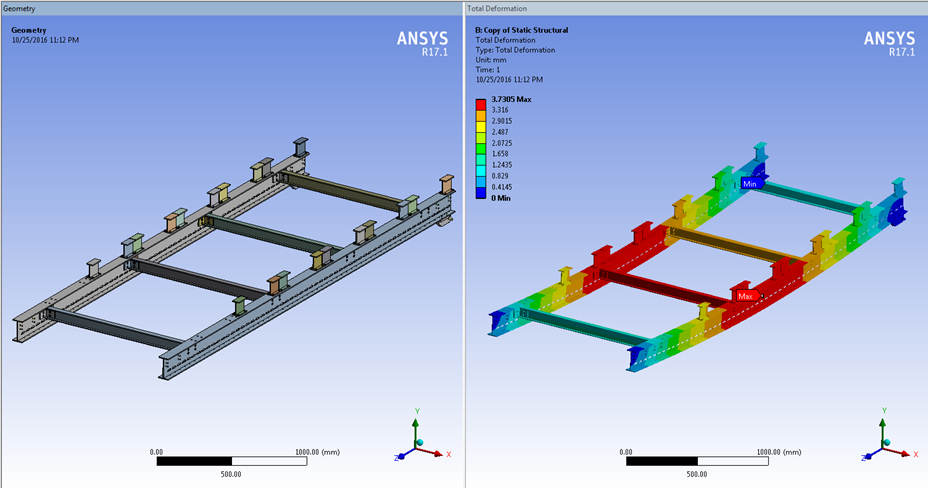 Geometry
Geometry
10/25/2016 11:12 PM
ANSYS
R17.1
Y
X
Z
0.00
1000.00 (mm)
500.00
Total Deformation
B: Copy of Static Structural
Total Deformation
Type: Total Deformation
Unit: mm
Time: 1
10/25/2016 11:12 PM
ANSYS
R17.1
3.7305 Max
3.316
2.9015
2.487
2.0725
1.658
1.2435
0.829
0.4145
0 Min
Min
Max
Y
X
Z
0.00
1000.00 (mm)
500.00